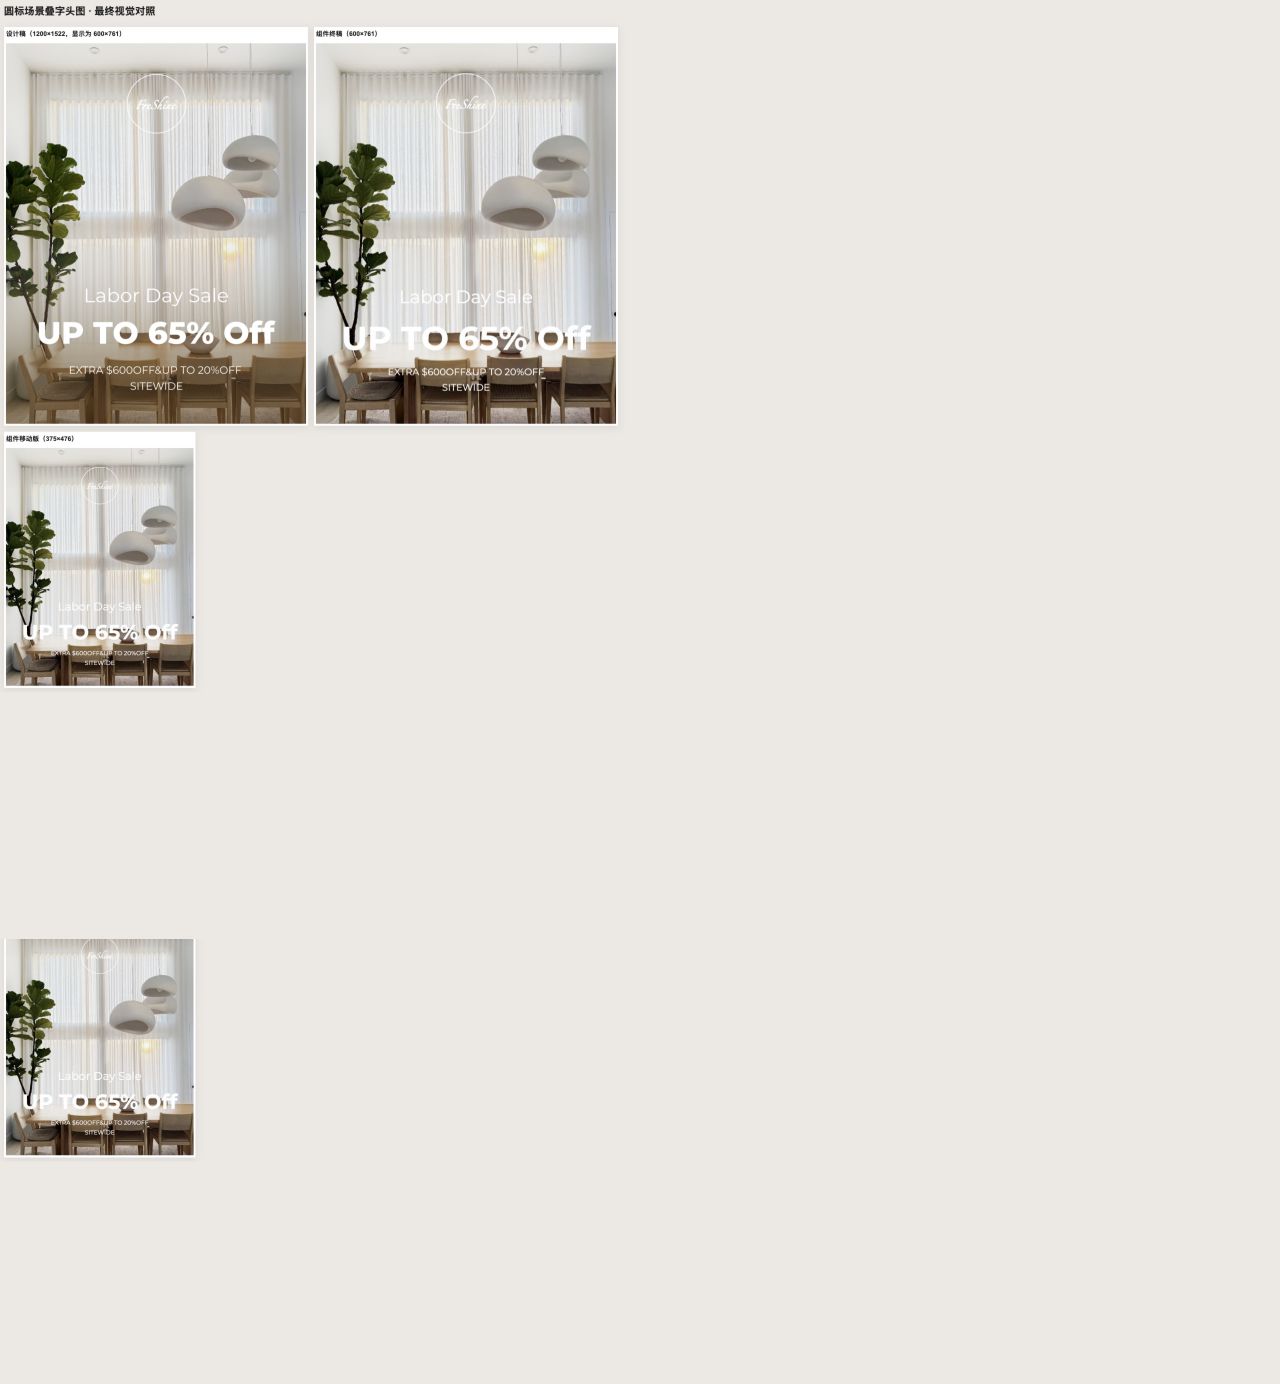 圆标场景叠字头图 · 最终视觉对照
设计稿（1200×1522，显示为 600×761）
FreShine
Labor Day Sale
UP TO 65% Off
EXTRA $600OFF&UP TO 20%OFF
SITEWIDE
组件终稿（600×761）
FreShine
Labor Day Sale
UP TO 65% Off
EXTRA $600OFF&UP TO 20%OFF
SITEWIDE
组件移动版（375×476）
FreShine
Labor Day Sale
UP TO 65% Off
EXTRA $600OFF&UP TO 20%OFF
SITEWIDE
FreShine
Labor Day Sale
UP TO 65% Off
EXTRA $600OFF&UP TO 20%OFF
SITEWIDE